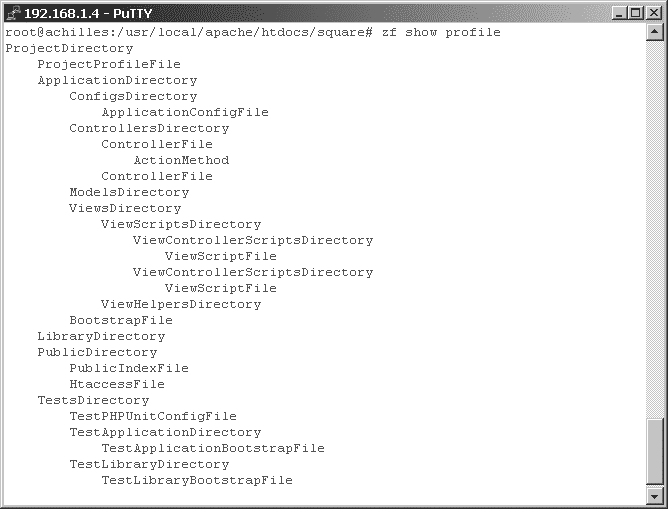 192.168.1.4 - PuTTY
root@achilles:/usr/local/apache/htdocs/square# zf show profile
ProjectDirectory
    ProjectProfileFile
    ApplicationDirectory
        ConfigsDirectory
            ApplicationConfigFile
        ControllersDirectory
            ControllerFile
                ActionMethod
            ControllerFile
        ModelsDirectory
        ViewsDirectory
            ViewScriptsDirectory
                ViewControllerScriptsDirectory
                    ViewScriptFile
                ViewControllerScriptsDirectory
                    ViewScriptFile
            ViewHelpersDirectory
        BootstrapFile
    LibraryDirectory
    PublicDirectory
        PublicIndexFile
        HtaccessFile
    TestsDirectory
        TestPHPUnitConfigFile
        TestApplicationDirectory
            TestApplicationBootstrapFile
        TestLibraryDirectory
            TestLibraryBootstrapFile